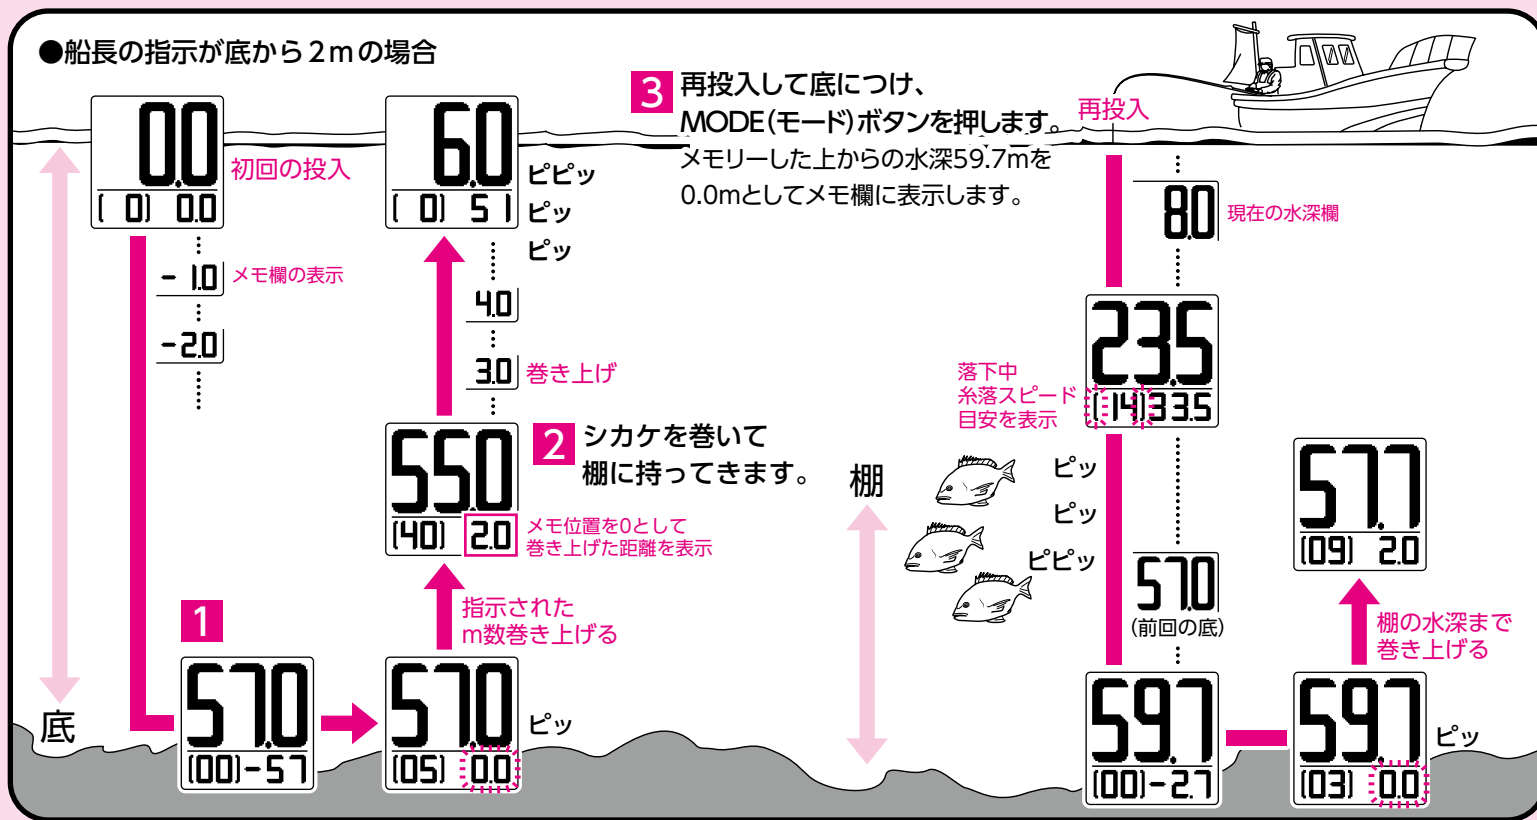 ●船長の指示が底から2mの場合
0.0
( 0) 0.0
初回の投入
- 1.0
メモ欄の表示
-2.0
底
1
57.0
(00)-57
57.0
(05) 0.0
ピッ
指示された
m数巻き上げる
55.0
(40) 2.0
メモ位置を0として
巻き上げた距離を表示
2
シカケを巻いて
棚に持ってきます。
3.0
巻き上げ
4.0
6.0
( 0) 51
ピピッ
ピッ
ピッ
3
再投入して底につけ、
MODE(モード)ボタンを押します。
メモリーした上からの水深59.7mを
0.0mとしてメモ欄に表示します。
再投入
8.0
現在の水深欄
23.5
(14)33.5
落下中
糸落スピード
目安を表示
棚
ピッ
ピッ
ピピッ
57.0
(前回の底)
59.7
(00)-2.7
59.7
(03) 0.0
ピッ
棚の水深まで
巻き上げる
57.7
(09) 2.0